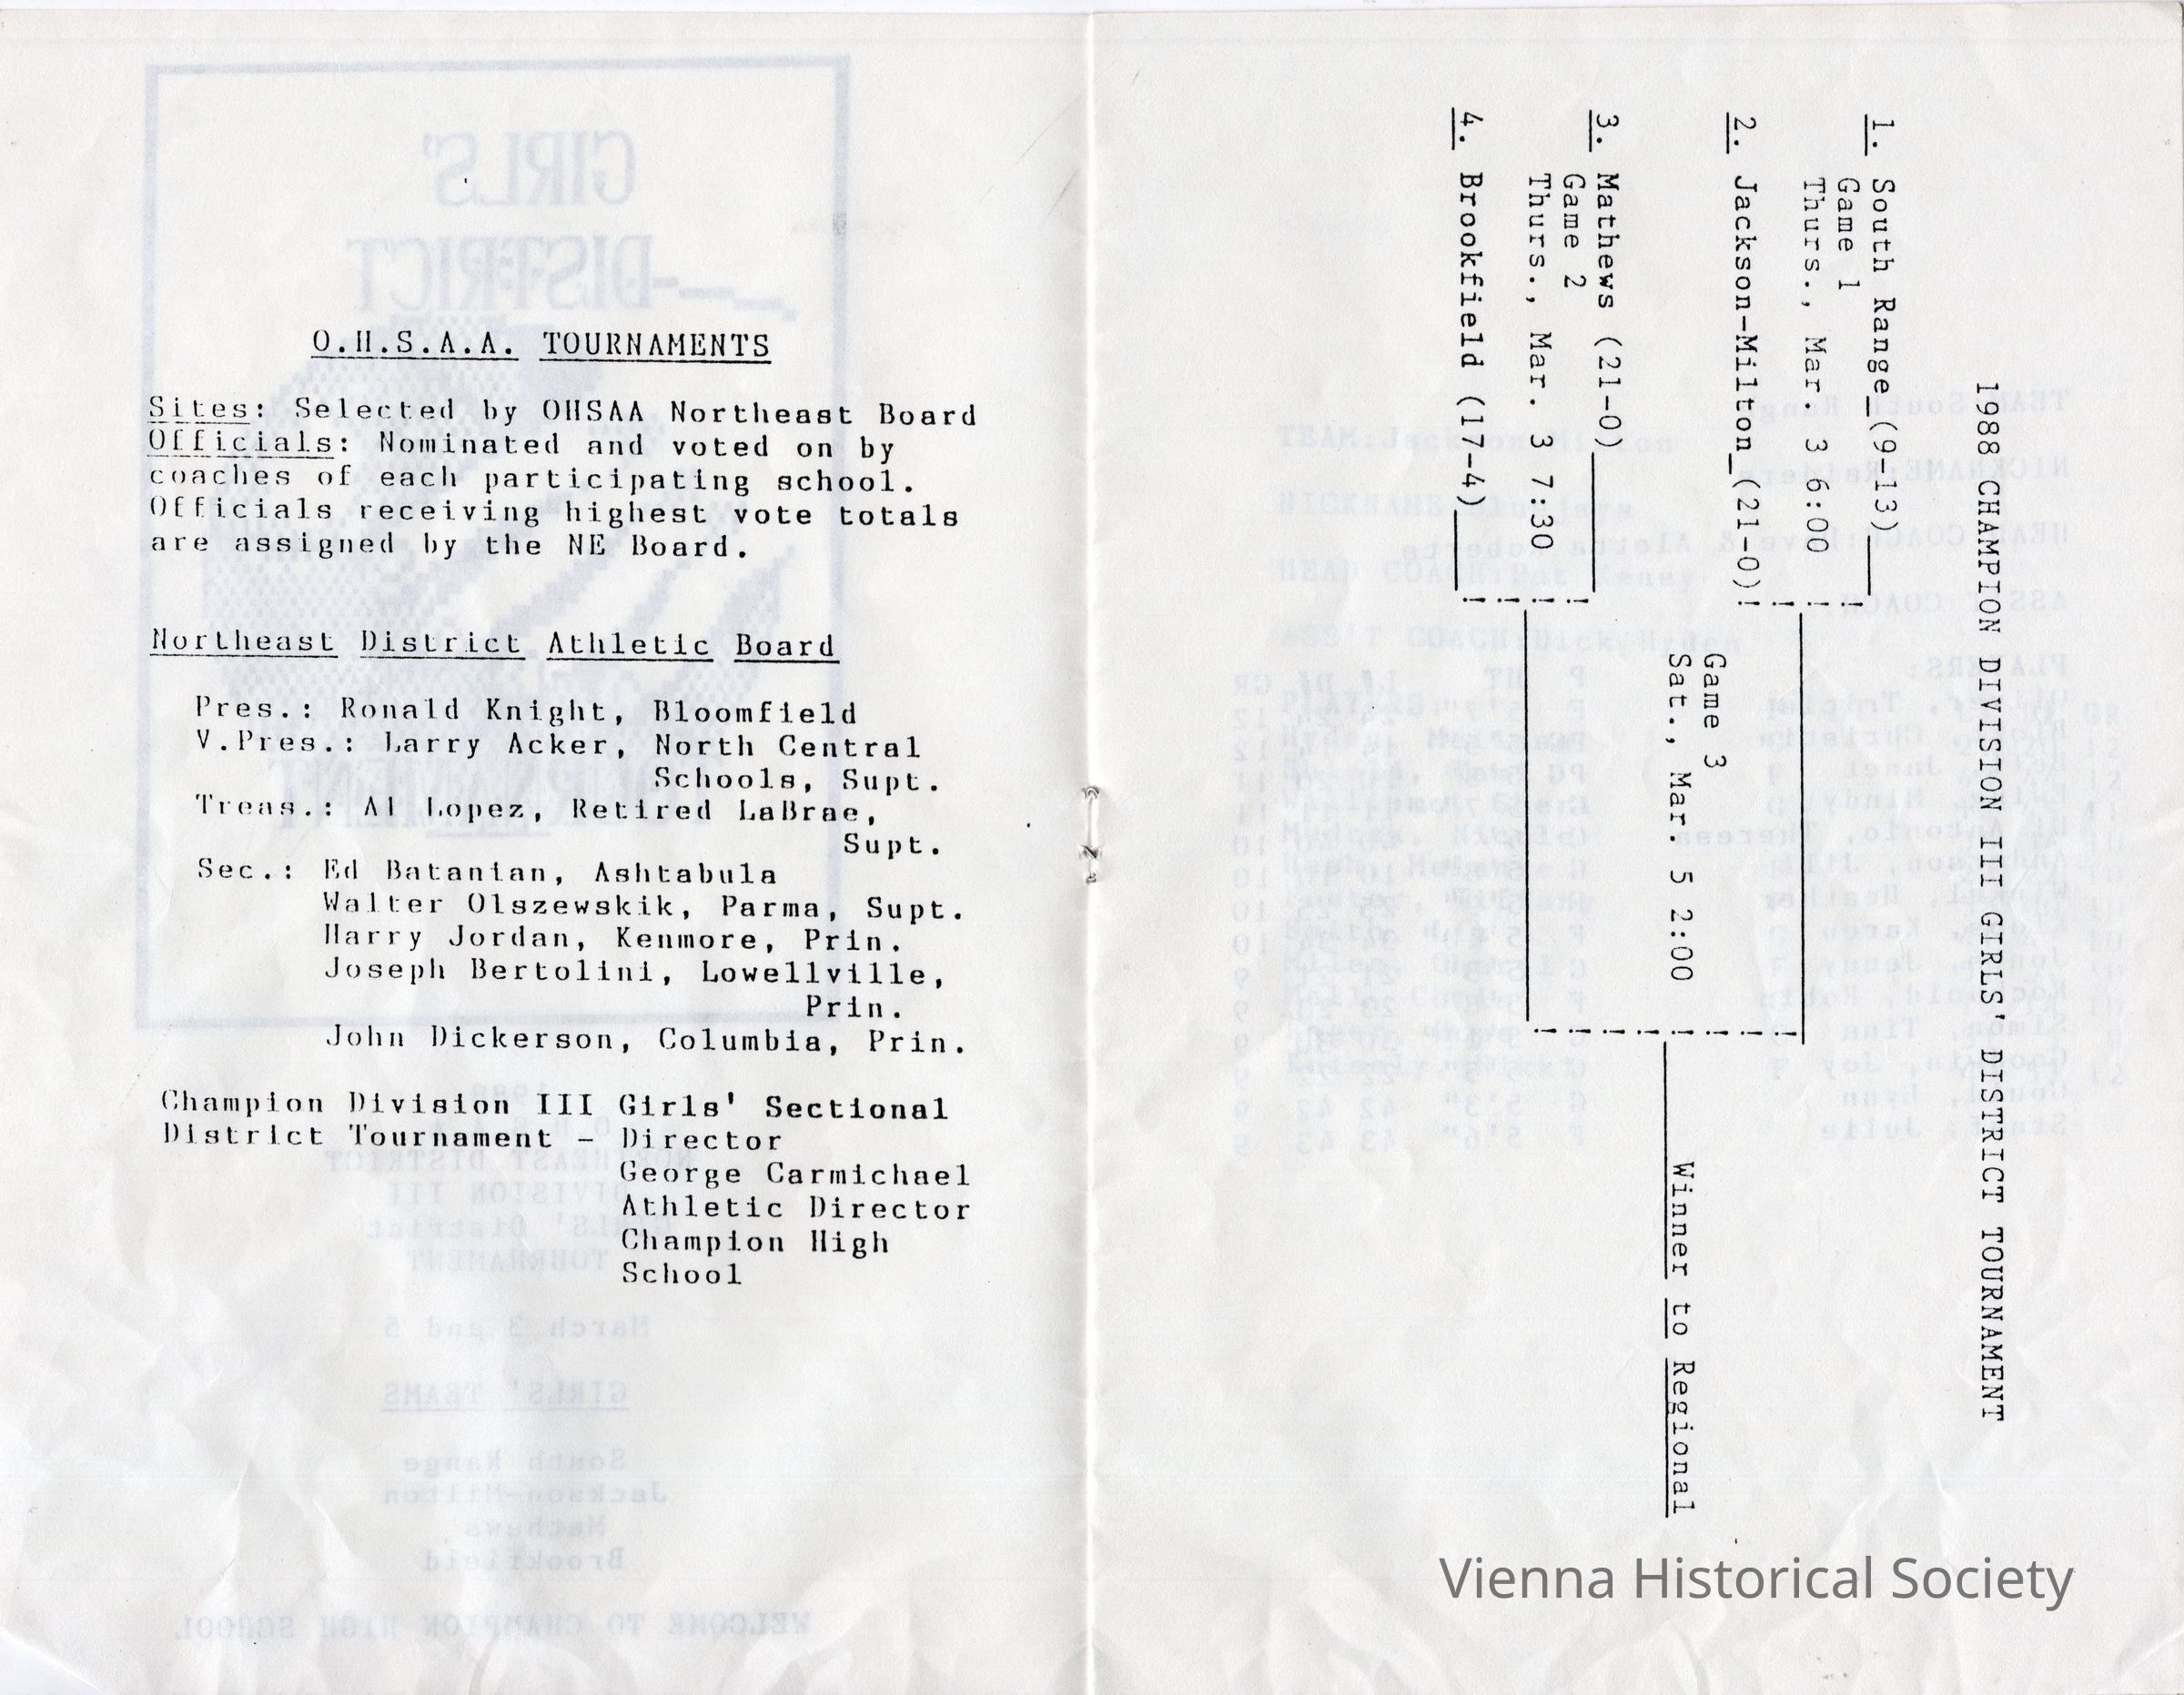 O.H.S.A.A. TOURNAMENTS
Sites: Selected by OHSAA Northeast Board
Officials: Nominated and voted on by
coaches of each participating school.
Officials receiving highest vote totals
are assigned by the NE Board.
Northeast District Athletic Board
Pres.: Ronald Knight, Bloomfield
V.Pres.: Larry Acker, North Central
Schools, Supt.
Treas.: Al Lopez, Retired LaBrae,
Supt.
Sec.: Ed Batanian, Ashtabula
Walter Olszewskik, Parma, Supt.
Harry Jordan, Kenmore, Prin.
Joseph Bertolini, Lowellville,
Prin.
John Dickerson, Columbia, Prin.
Champion Division III Girls' Sectional
District Tournament - Director
George Carmichael
Athletic Director
Champion High
School
1988 CHAMPION DIVISION III GIRLS' DISTRICT TOURNAMENT
1. South Range (9-13)
Game 1
Thurs., Mar. 3 6:00
2. Jackson-Milton (21-0)
Game 3
Sat., Mar. 5 2:00
Winner to Regional
3. Mathews (21-0)
Game 2
Thurs., Mar. 3 7:30
4. Brookfield (17-4)
Vienna Historical Society